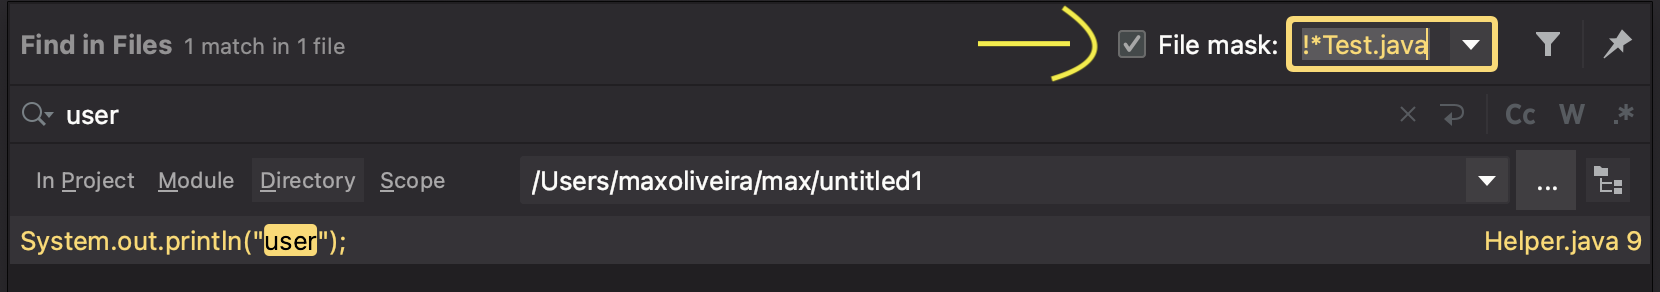 Find in Files 1 match in 1 file File mask: !*Test.java
user Cc W .*
In Project Module Directory Scope /Users/maxoliveira/max/untitled1 ...
System.out.println("user"); Helper.java 9